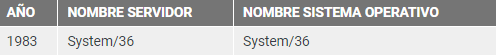 AÑO NOMBRE SERVIDOR NOMBRE SISTEMA OPERATIVO
1983 System/36 System/36